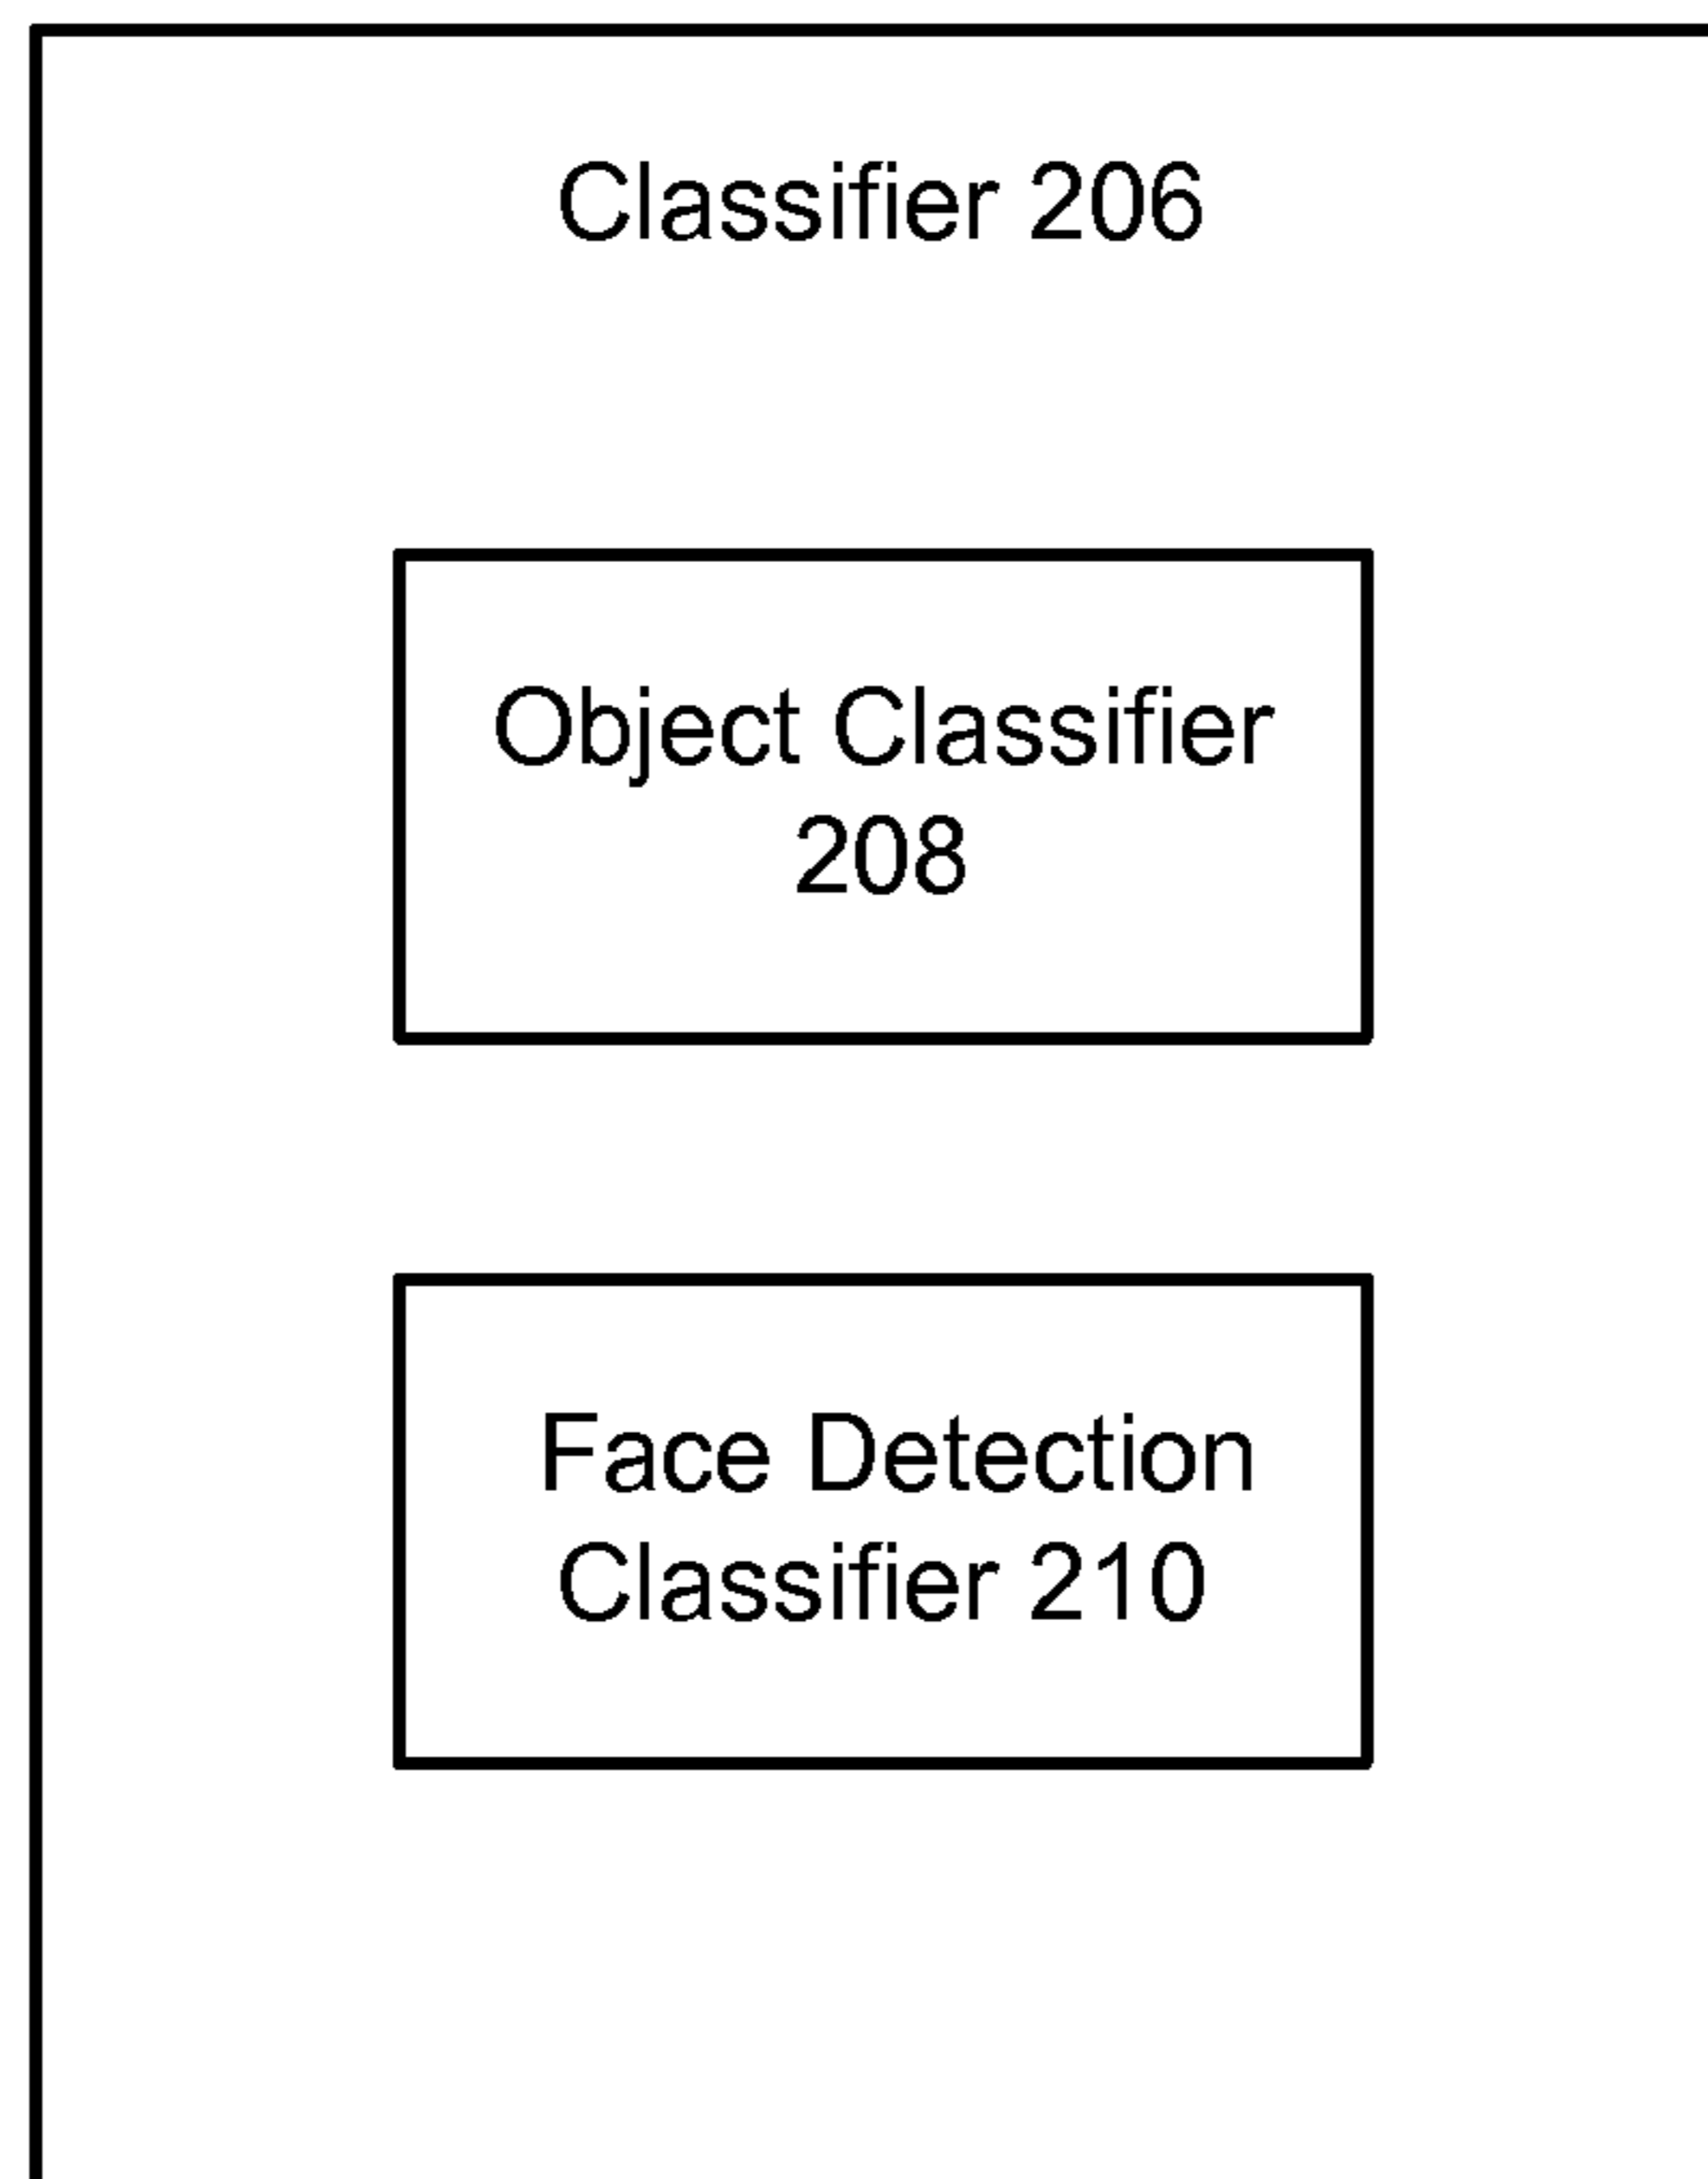 Classifier 206
Object Classifier
208
Face Detection
Classifier 210